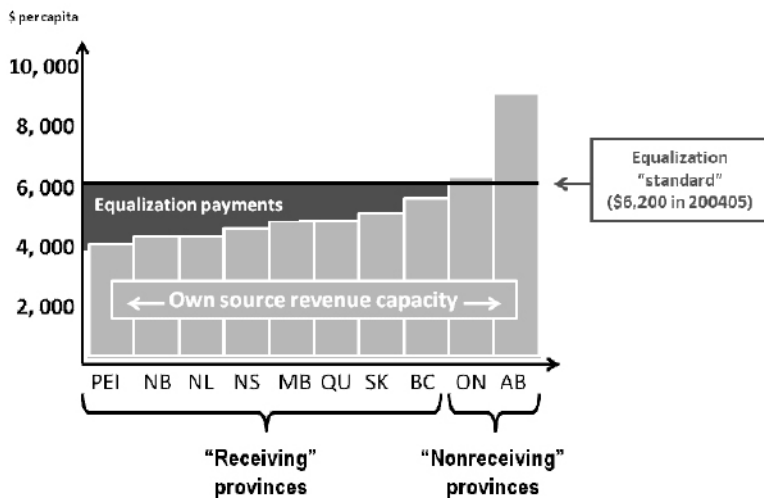 $ per capita
10, 000
8, 000
6, 000
4, 000
2, 000
Equalization payments
Own source revenue capacity
Equalization
"standard"
($6,200 in 200405)
PEI NB NL NS MB QU SK BC ON AB
"Receiving"
provinces
"Nonreceiving"
provinces